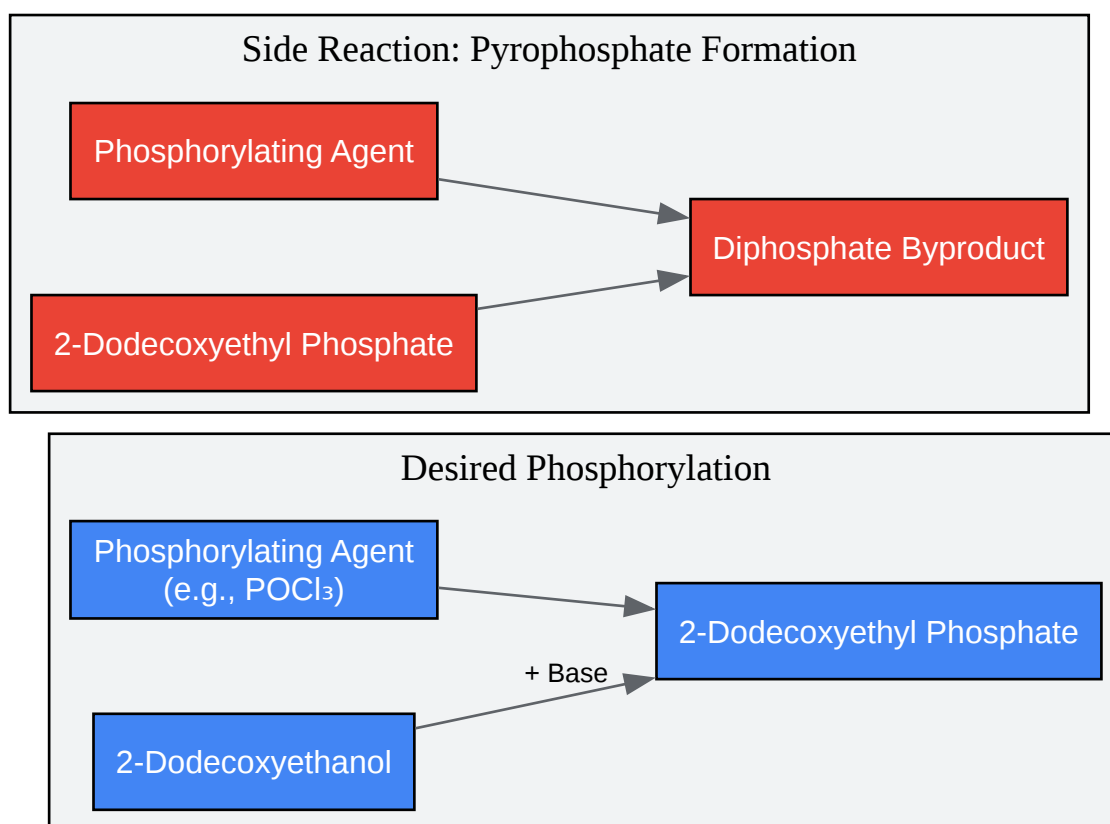 Side Reaction: Pyrophosphate Formation
Phosphorylating Agent
Diphosphate Byproduct
2-Dodecoxyethyl Phosphate
Desired Phosphorylation
Phosphorylating Agent
(e.g., POCl₃)
2-Dodecoxyethyl Phosphate
+ Base
2-Dodecoxyethanol